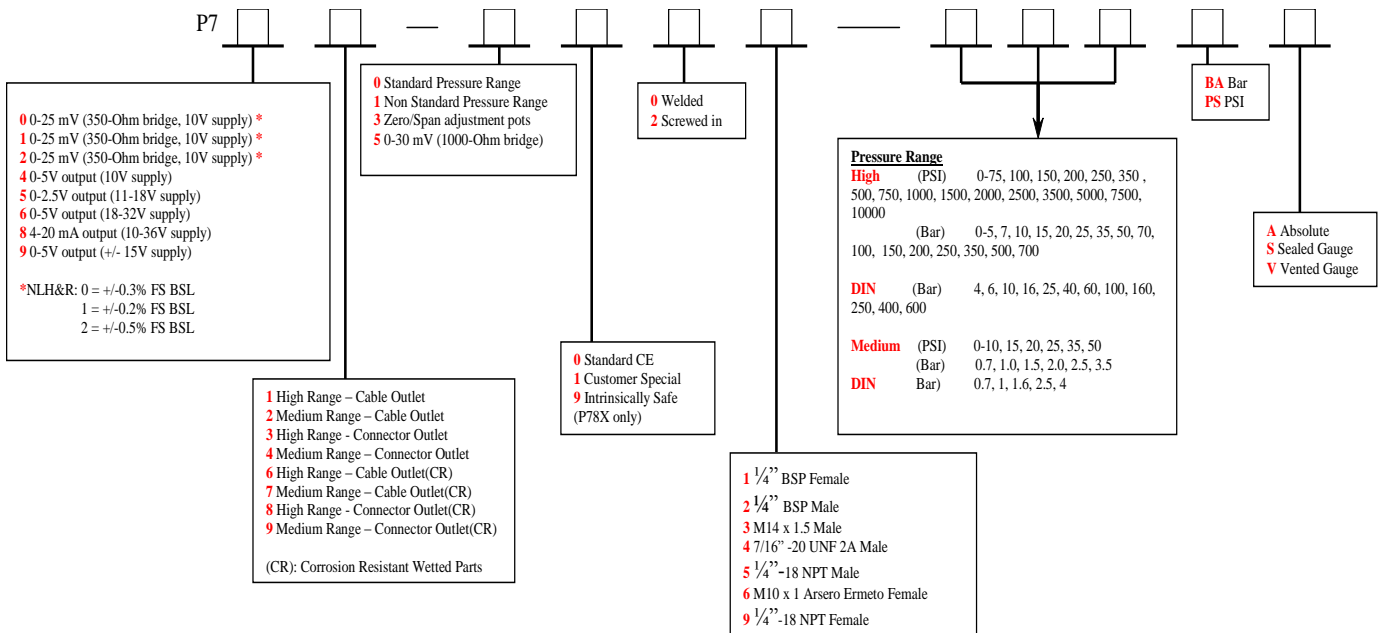 P7
0 0-25 mV (350-Ohm bridge, 10V supply) *
1 0-25 mV (350-Ohm bridge, 10V supply) *
2 0-25 mV (350-Ohm bridge, 10V supply) *
4 0-5V output (10V supply)
5 0-2.5V output (11-18V supply)
6 0-5V output (18-32V supply)
8 4-20 mA output (10-36V supply)
9 0-5V output (+/- 15V supply)
*NLH&R: 0 = +/-0.3% FS BSL
1 = +/-0.2% FS BSL
2 = +/-0.5% FS BSL
1 High Range – Cable Outlet
2 Medium Range – Cable Outlet
3 High Range - Connector Outlet
4 Medium Range – Connector Outlet
6 High Range – Cable Outlet(CR)
7 Medium Range – Cable Outlet(CR)
8 High Range - Connector Outlet(CR)
9 Medium Range – Connector Outlet(CR)
(CR): Corrosion Resistant Wetted Parts
0 Standard Pressure Range
1 Non Standard Pressure Range
3 Zero/Span adjustment pots
5 0-30 mV (1000-Ohm bridge)
0 Standard CE
1 Customer Special
9 Intrinsically Safe
(P78X only)
0 Welded
2 Screwed in
1 ¼” BSP Female
2 ¼” BSP Male
3 M14 x 1.5 Male
4 7/16” -20 UNF 2A Male
5 ¼”-18 NPT Male
6 M10 x 1 Arsero Ermeto Female
9 ¼”-18 NPT Female
Pressure Range
High (PSI) 0-75, 100, 150, 200, 250, 350 ,
500, 750, 1000, 1500, 2000, 2500, 3500, 5000, 7500,
10000
(Bar) 0-5, 7, 10, 15, 20, 25, 35, 50, 70,
100, 150, 200, 250, 350, 500, 700
DIN (Bar) 4, 6, 10, 16, 25, 40, 60, 100, 160,
250, 400, 600
Medium (PSI) 0-10, 15, 20, 25, 35, 50
(Bar) 0.7, 1.0, 1.5, 2.0, 2.5, 3.5
DIN Bar) 0.7, 1, 1.6, 2.5, 4
BA Bar
PS PSI
A Absolute
S Sealed Gauge
V Vented Gauge